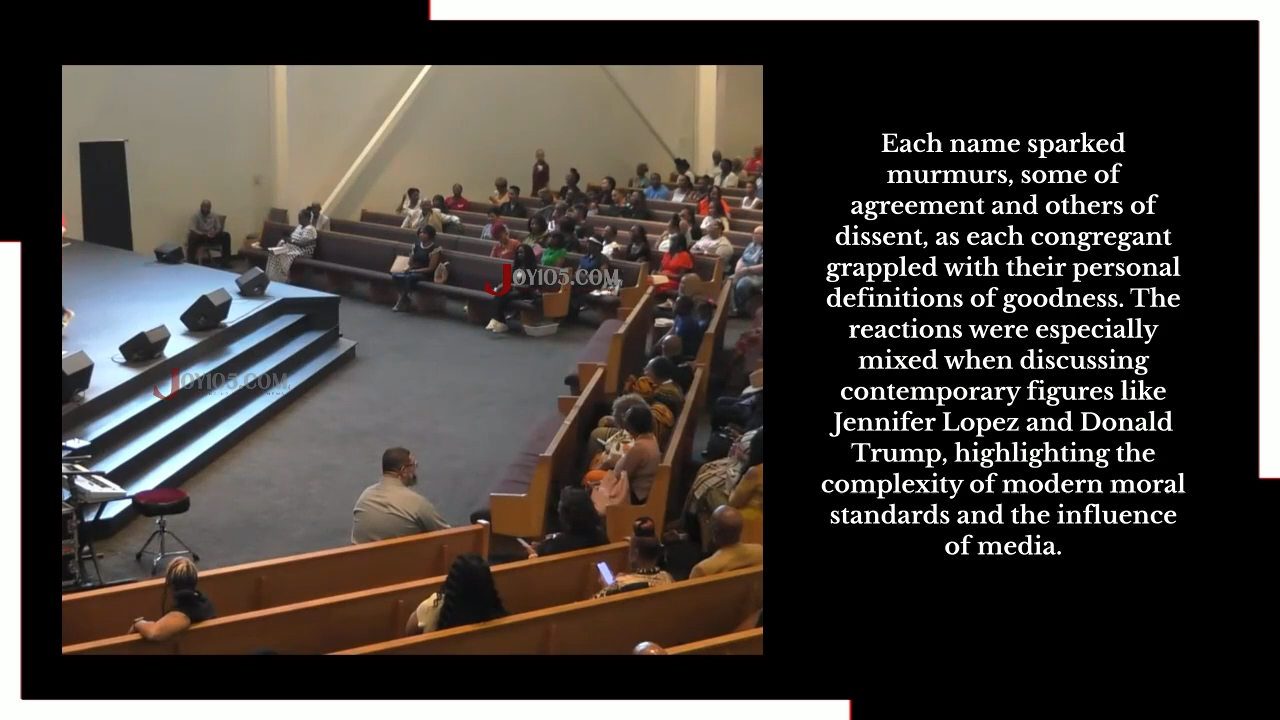 Each name sparked
murmurs, some of
agreement and others of
dissent, as each congregant
grappled with their personal
definitions of goodness. The
reactions were especially
mixed when discussing
contemporary figures like
Jennifer Lopez and Donald
Trump, highlighting the
complexity of modern moral
standards and the influence
of media.
JOY105.COM
JOY105.COM